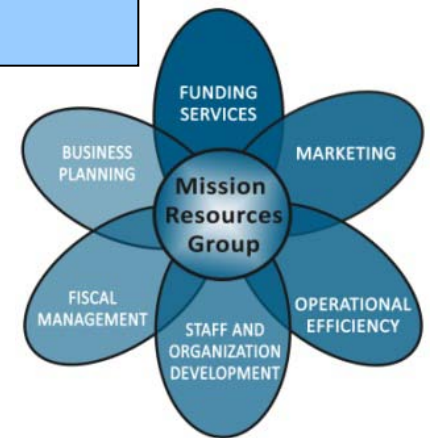 FUNDING
SERVICES
MARKETING
OPERATIONAL
EFFICIENCY
STAFF AND
ORGANIZATION
DEVELOPMENT
FISCAL
MANAGEMENT
BUSINESS
PLANNING
Mission
Resources
Group